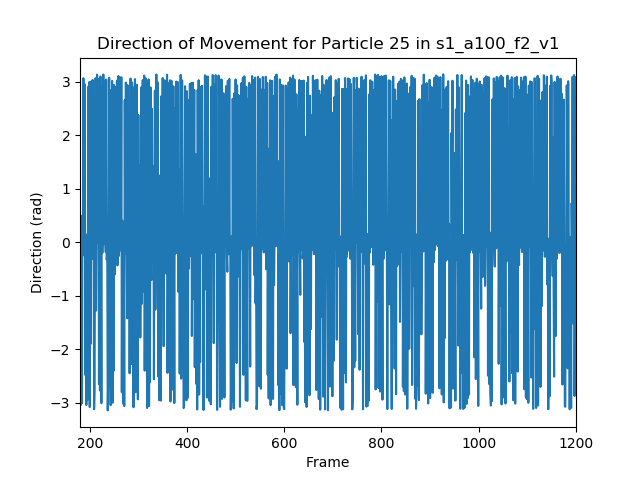 Direction of Movement for Particle 25 in s1_a100_f2_v1
3
2
1
0
−1
−2
−3
Direction (rad)
200 400 600 800 1000 1200
Frame